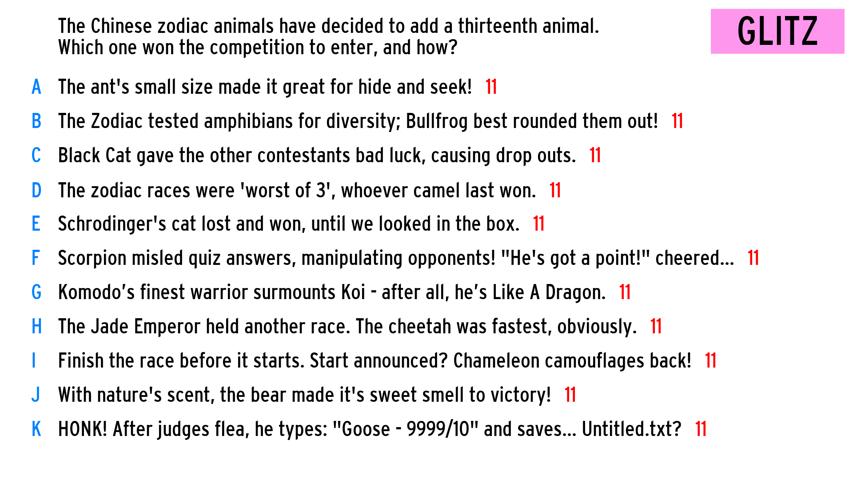 The Chinese zodiac animals have decided to add a thirteenth animal.
Which one won the competition to enter, and how?
GLITZ
A The ant's small size made it great for hide and seek! 11
B The Zodiac tested amphibians for diversity; Bullfrog best rounded them out! 11
C Black Cat gave the other contestants bad luck, causing drop outs. 11
D The zodiac races were 'worst of 3', whoever camel last won. 11
E Schrodinger's cat lost and won, until we looked in the box. 11
F Scorpion misled quiz answers, manipulating opponents! "He's got a point!" cheered... 11
G Komodo’s finest warrior surmounts Koi - after all, he’s Like A Dragon. 11
H The Jade Emperor held another race. The cheetah was fastest, obviously. 11
I Finish the race before it starts. Start announced? Chameleon camouflages back! 11
J With nature's scent, the bear made it's sweet smell to victory! 11
K HONK! After judges flea, he types: "Goose - 9999/10" and saves... Untitled.txt? 11